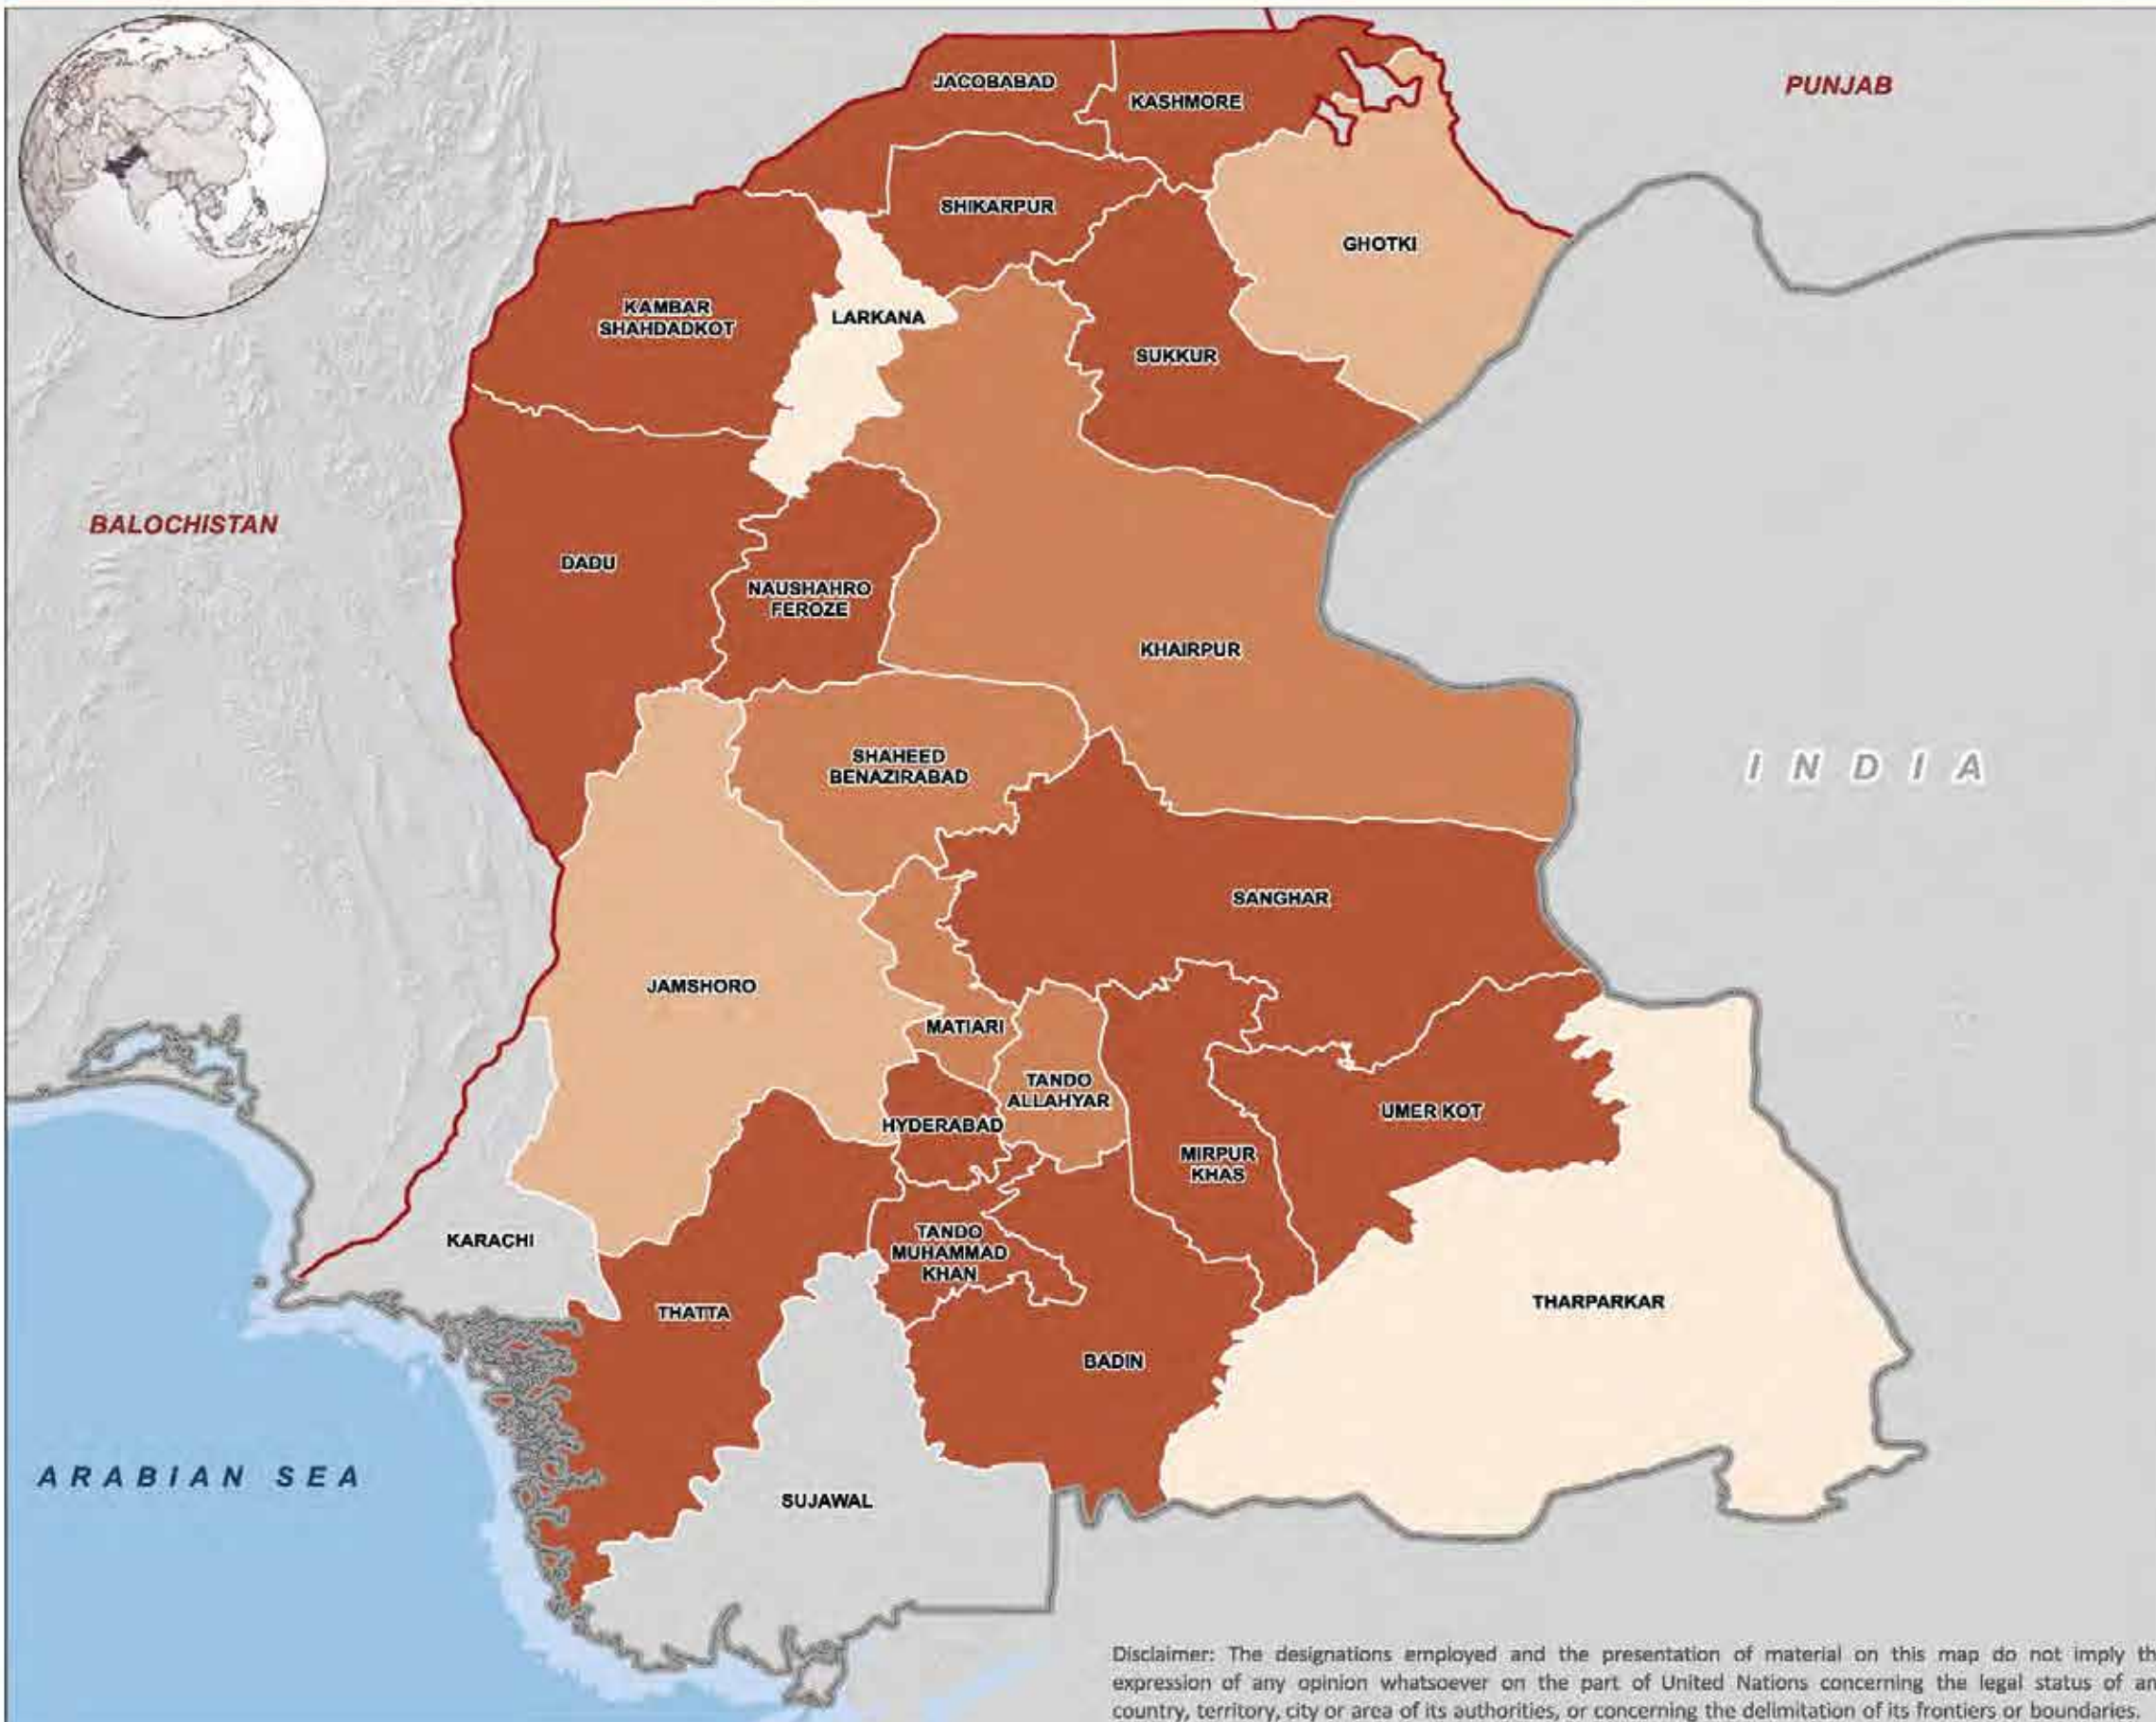 PUNJAB
JACOBABAD
KASHMORE
SHIKARPUR
GHOTKI
KAMBAR
SHAHDADKOT
LARKANA
SUKKUR
BALOCHISTAN
DADU
NAUSHAHRO
FEROZE
KHAIRPUR
SHAHEED
BENAZIRABAD
INDIA
SANGHAR
JAMSHORO
MATIARI
TANDO
ALLAHYAR
HYDERABAD
UMER KOT
MIRPUR
KHAS
KARACHI
TANDO
MUHAMMAD
KHAN
THATTA
THARPARKAR
BADIN
ARABIAN SEA
SUJAWAL
Disclaimer: The designations employed and the presentation of material on this map do not imply th
expression of any opinion whatsoever on the part of United Nations concerning the legal status of an
country, territory, city or area of its authorities, or concerning the delimitation of its frontiers or boundaries.